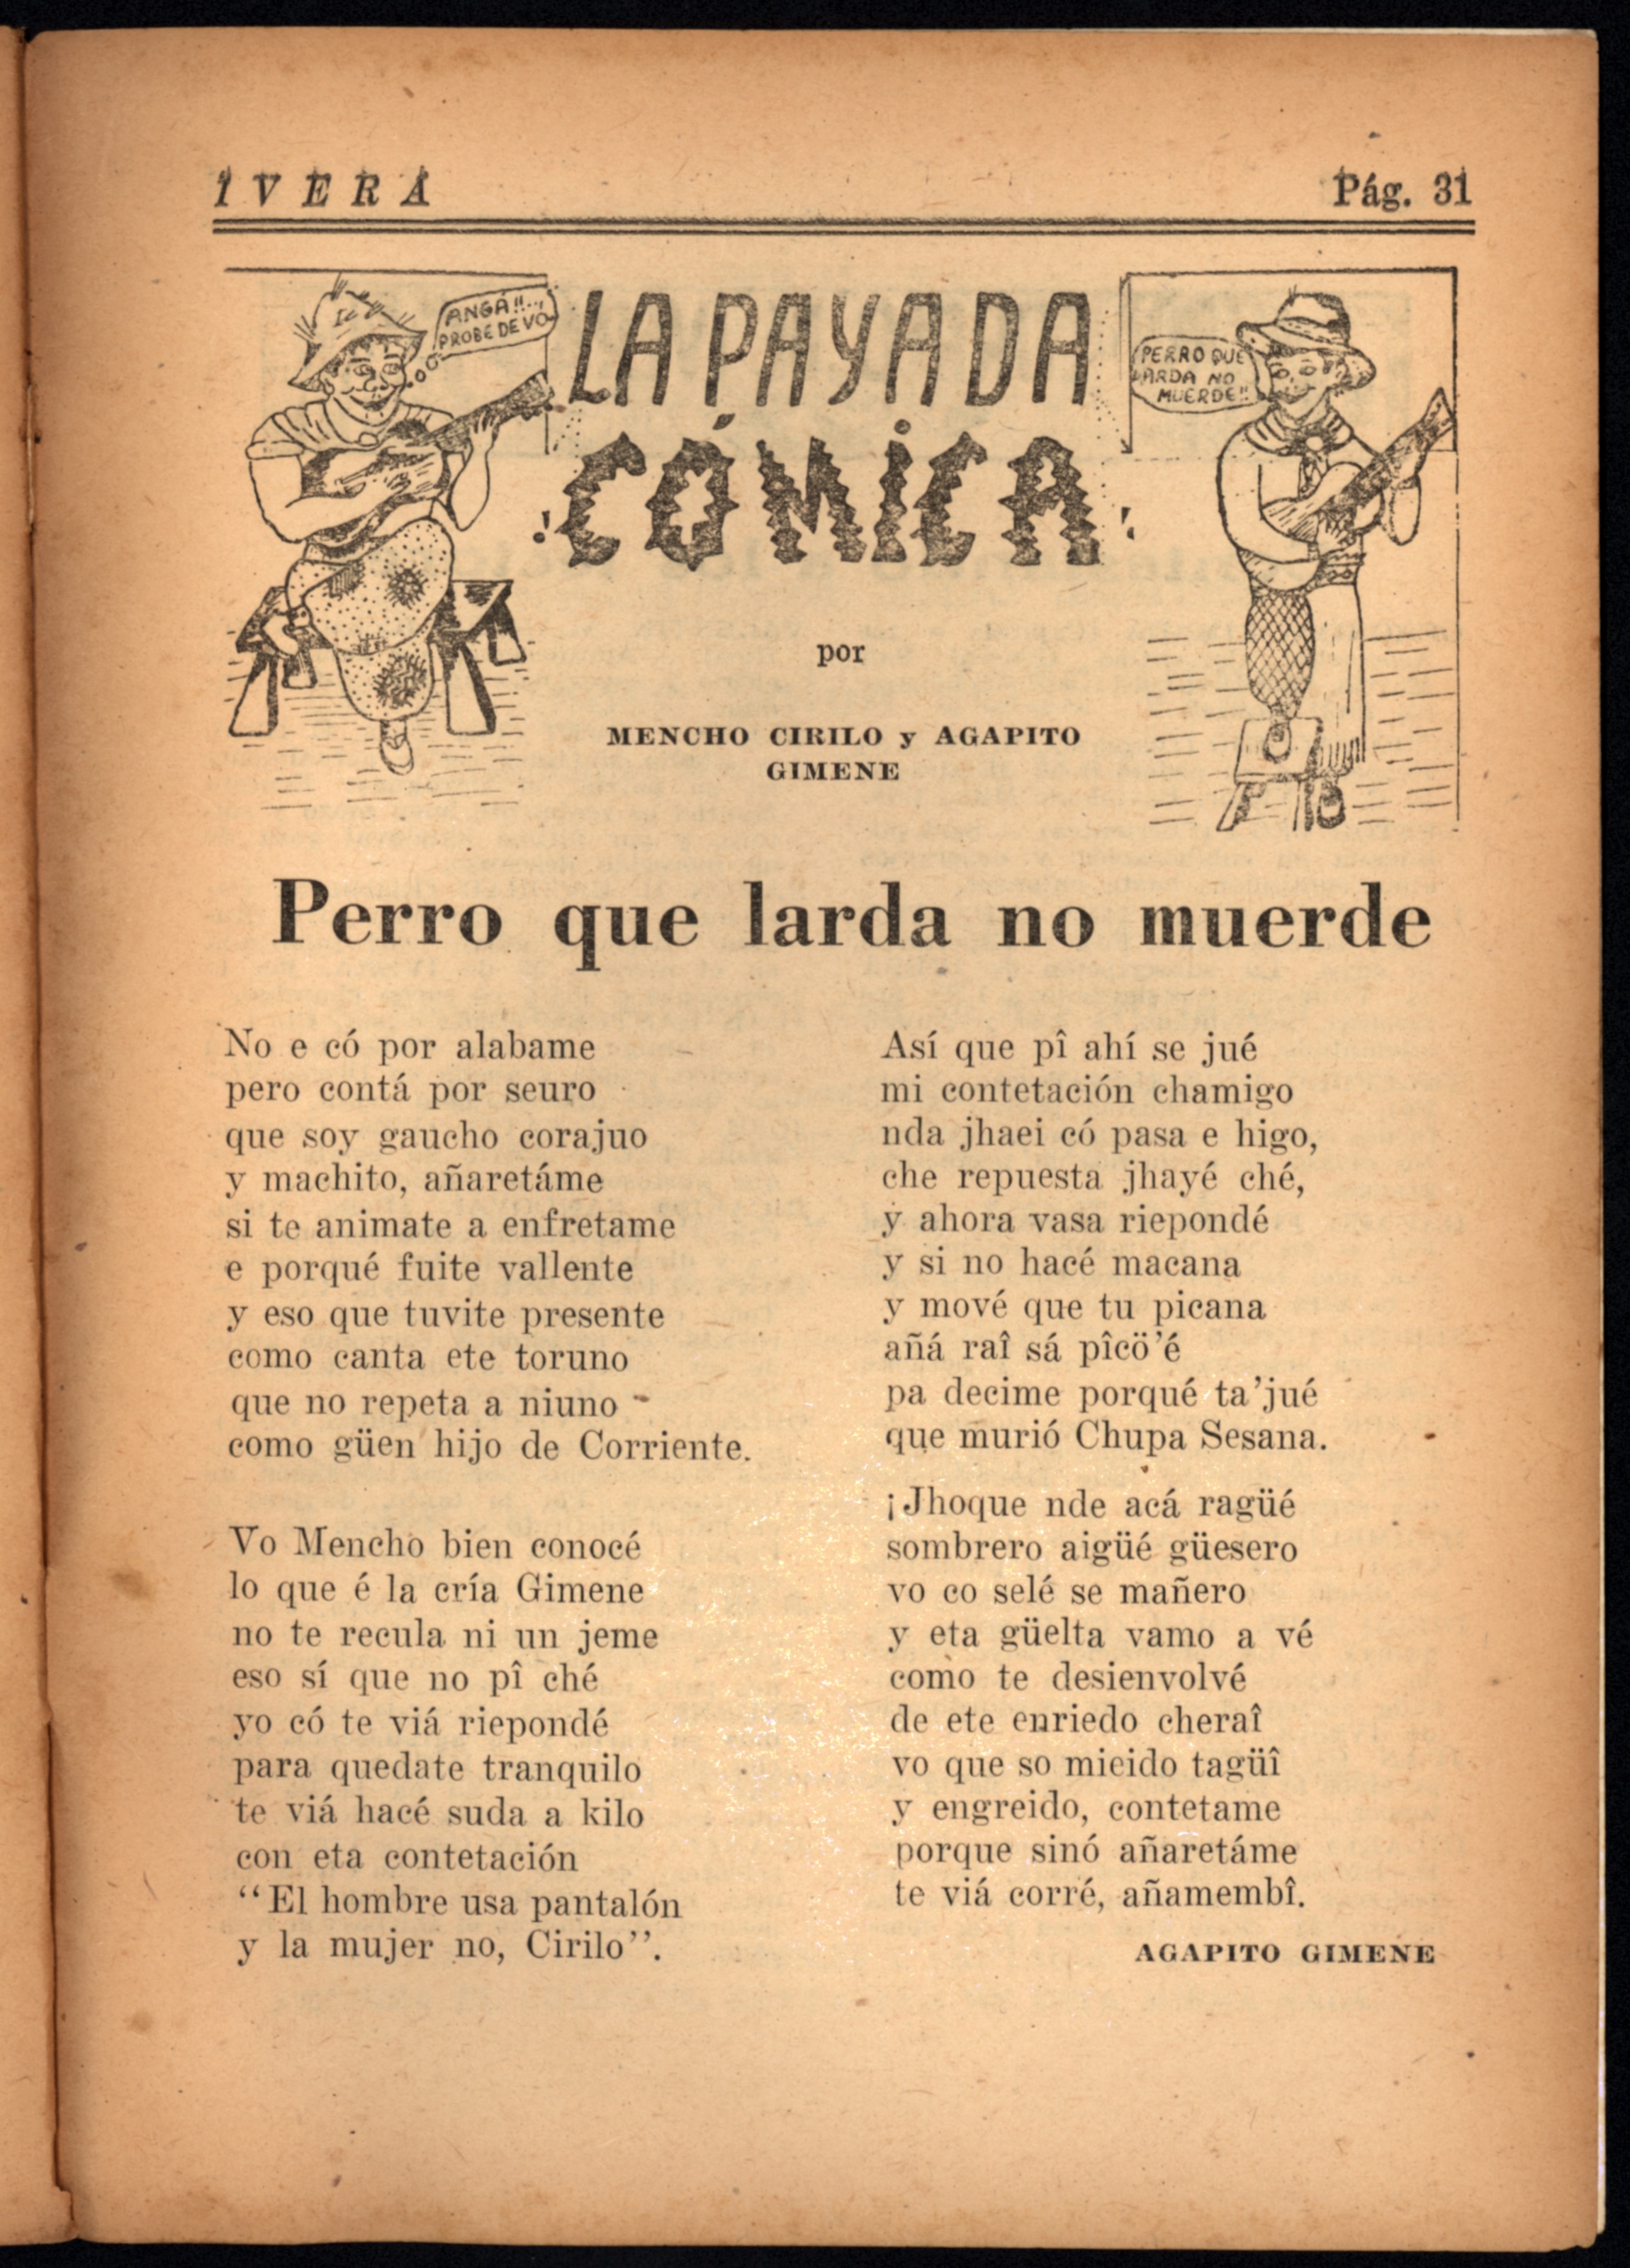 IVERA
Pág. 31
ANGA!!...
PROBE DE VO
LA PAYADA
¡CÓMICA!
PERRO QUE
LARDA NO
MUERDE!!
por
MENCHO CIRILO y AGAPITO
GIMENE
Perro que larda no muerde
No e có por alabame
pero contá por seuro
que soy gaucho corajuo
y machito, añaretáme
si te animate a enfretame
e porqué fuite vallente
y eso que tuvite presente
como canta ete toruno
que no repeta a niuno
como güen hijo de Corriente.
Vo Mencho bien conocé
lo que é la cría Gimene
no te recula ni un jeme
eso sí que no pî ché
yo có te viá riepondé
para quedate tranquilo
te viá hacé suda a kilo
con eta contetación
“El hombre usa pantalón
y la mujer no, Cirilo”.
Así que pî ahí se jué
mi contetación chamigo
nda jhaei có pasa e higo,
che repuesta jhayé ché,
y ahora vasa riepondé
y si no hacé macana
y mové que tu picana
añá raî sá pîcö’é
pa decime porqué ta’jué
que murió Chupa Sesana.
¡Jhoque nde acá ragüé
sombrero aigüé güesero
vo co selé se mañero
y eta güelta vamo a vé
como te desienvolvé
de ete enriedo cheraî
vo que so mieido tagüî
y engreido, contetame
porque sinó añaretáme
te viá corré, añamembî.
AGAPITO GIMENE